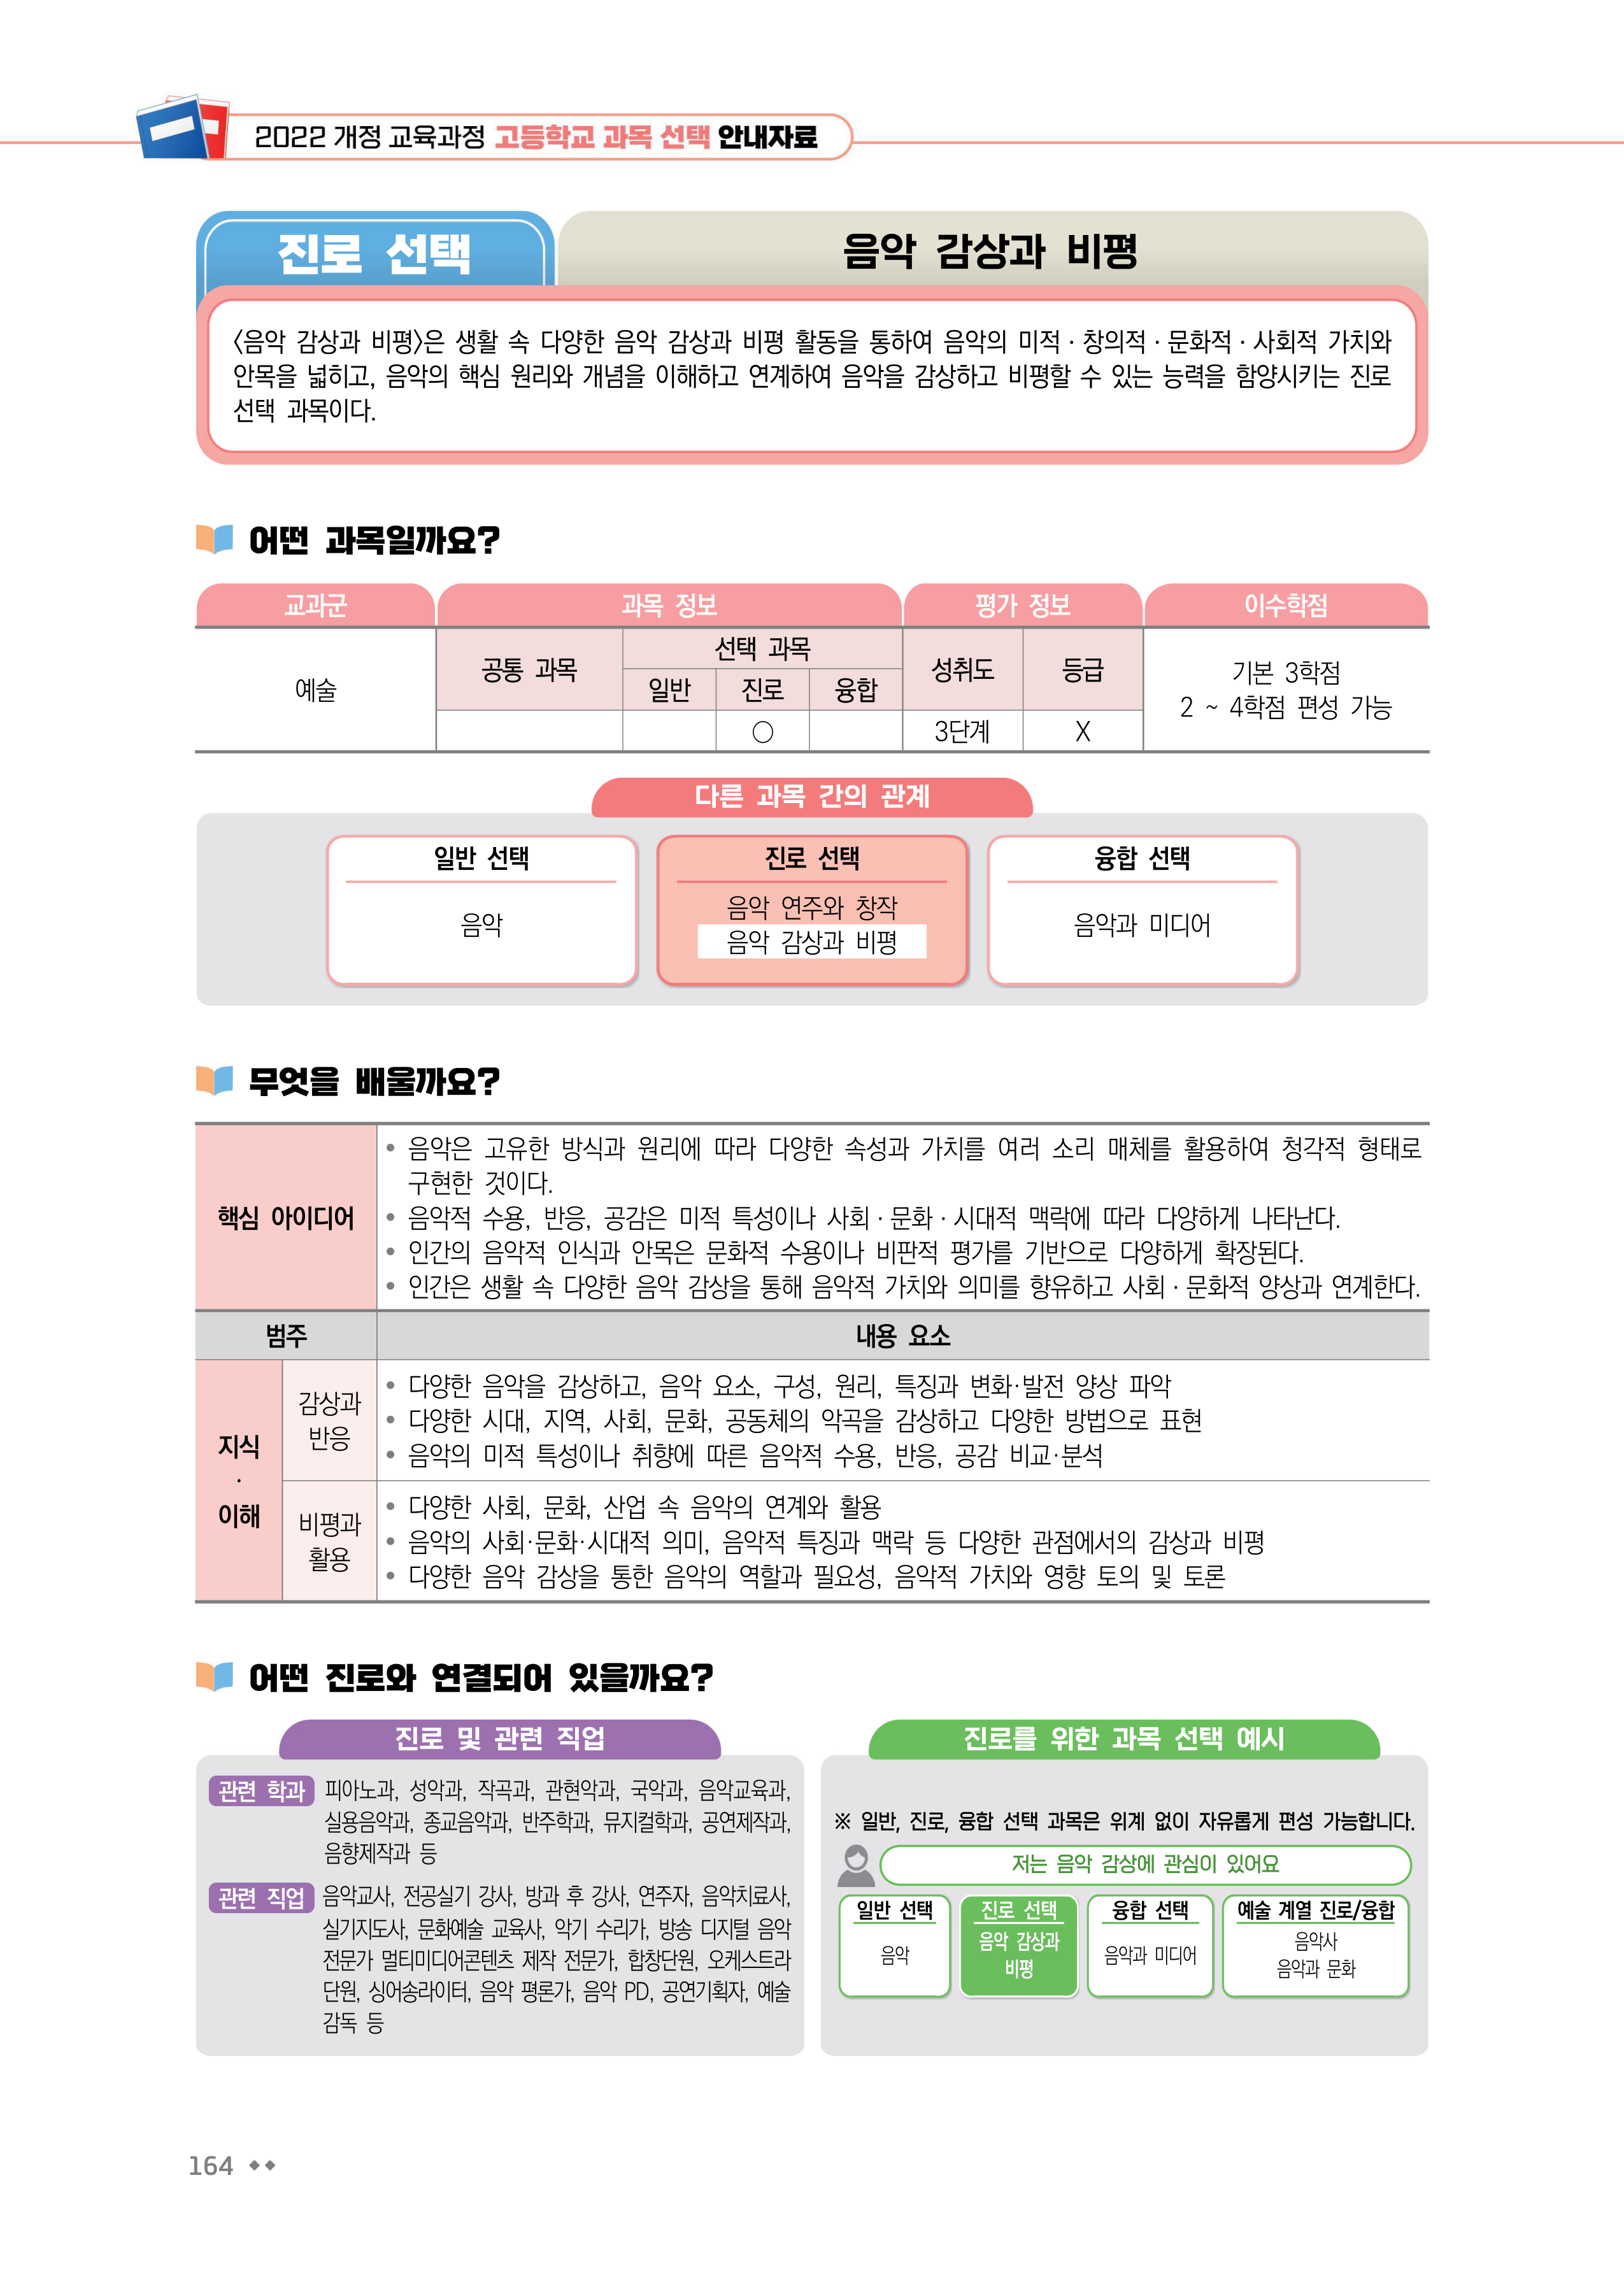 2022 개정 교육과정 고등학교 과목 선택 안내자료
진로 선택
음악 감상과 비평
〈음악 감상과 비평〉은 생활 속 다양한 음악 감상과 비평 활동을 통하여 음악의 미적·창의적·문화적·사회적 가치와
안목을 넓히고, 음악의 핵심 원리와 개념을 이해하고 연계하여 음악을 감상하고 비평할 수 있는 능력을 함양시키는 진로
선택 과목이다.
어떤 과목일까요?
교과군 과목 정보 평가 정보 이수학점
예술
공통 과목
선택 과목
일반 진로 융합
성취도 등급
○ 3단계 X
기본 3학점
2 ~ 4학점 편성 가능
다른 과목 간의 관계
일반 선택
음악
진로 선택
음악 연주와 창작
음악 감상과 비평
융합 선택
음악과 미디어
무엇을 배울까요?
핵심 아이디어
• 음악은 고유한 방식과 원리에 따라 다양한 속성과 가치를 여러 소리 매체를 활용하여 청각적 형태로
구현한 것이다.
• 음악적 수용, 반응, 공감은 미적 특성이나 사회·문화·시대적 맥락에 따라 다양하게 나타난다.
• 인간의 음악적 인식과 안목은 문화적 수용이나 비판적 평가를 기반으로 다양하게 확장된다.
• 인간은 생활 속 다양한 음악 감상을 통해 음악적 가치와 의미를 향유하고 사회·문화적 양상과 연계한다.
범주 내용 요소
지식
·
이해
감상과
반응
• 다양한 음악을 감상하고, 음악 요소, 구성, 원리, 특징과 변화·발전 양상 파악
• 다양한 시대, 지역, 사회, 문화, 공동체의 악곡을 감상하고 다양한 방법으로 표현
• 음악의 미적 특성이나 취향에 따른 음악적 수용, 반응, 공감 비교·분석
비평과
활용
• 다양한 사회, 문화, 산업 속 음악의 연계와 활용
• 음악의 사회·문화·시대적 의미, 음악적 특징과 맥락 등 다양한 관점에서의 감상과 비평
• 다양한 음악 감상을 통한 음악의 역할과 필요성, 음악적 가치와 영향 토의 및 토론
어떤 진로와 연결되어 있을까요?
진로 및 관련 직업
관련 학과 피아노과, 성악과, 작곡과, 관현악과, 국악과, 음악교육과,
실용음악과, 종교음악과, 반주학과, 뮤지컬학과, 공연제작과,
음향제작과 등
관련 직업 음악교사, 전공실기 강사, 방과 후 강사, 연주자, 음악치료사,
실기지도사, 문화예술 교육사, 악기 수리가, 방송 디지털 음악
전문가 멀티미디어콘텐츠 제작 전문가, 합창단원, 오케스트라
단원, 싱어송라이터, 음악 평론가, 음악 PD, 공연기획자, 예술
감독 등
진로를 위한 과목 선택 예시
※ 일반, 진로, 융합 선택 과목은 위계 없이 자유롭게 편성 가능합니다.
저는 음악 감상에 관심이 있어요
일반 선택
음악
진로 선택
음악 감상과
비평
융합 선택
음악과 미디어
예술 계열 진로/융합
음악사
음악과 문화
164